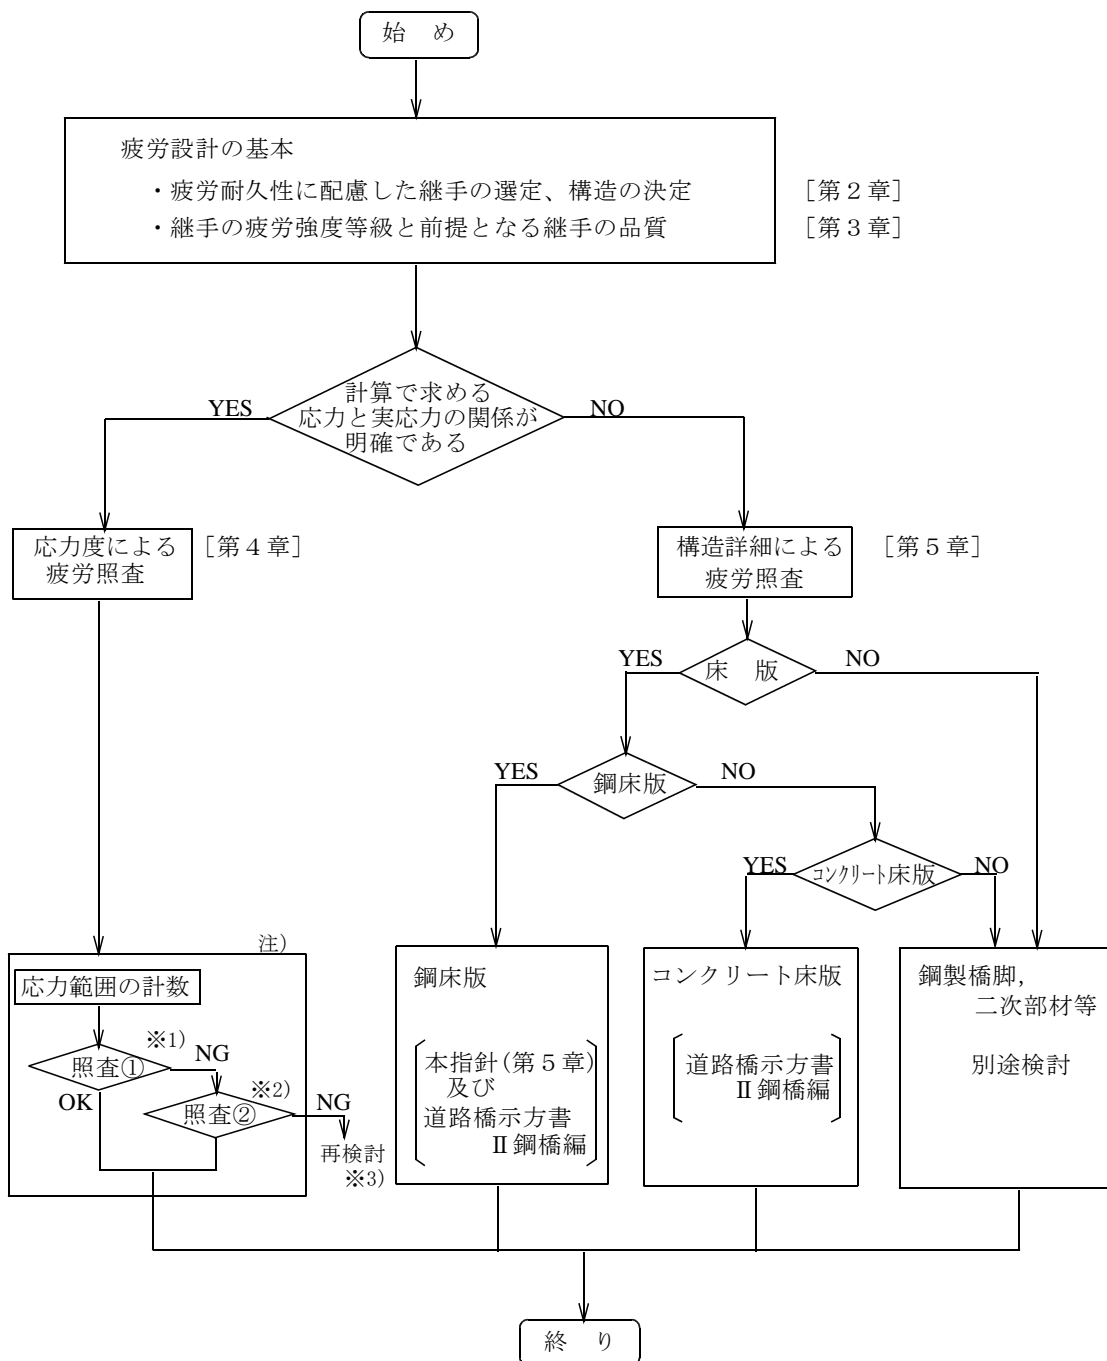 始　め
疲労設計の基本
・疲労耐久性に配慮した継手の選定、構造の決定
［第２章］
・継手の疲労強度等級と前提となる継手の品質
［第３章］
計算で求める
応力と実応力の関係が
明確である
YES
NO
応力度による
疲労照査
［第４章］
構造詳細による
疲労照査
［第５章］
床　版
YES
NO
鋼床版
YES
NO
コンクリート床版
YES
NO
注）
応力範囲の計数
照査①
※1)
NG
OK
照査②
※2)
NG
再検討
※3)
鋼床版
本指針(第５章)
及び
道路橋示方書
Ⅱ鋼橋編
コンクリート床版
道路橋示方書
Ⅱ鋼橋編
鋼製橋脚，
二次部材等
別途検討
終　り